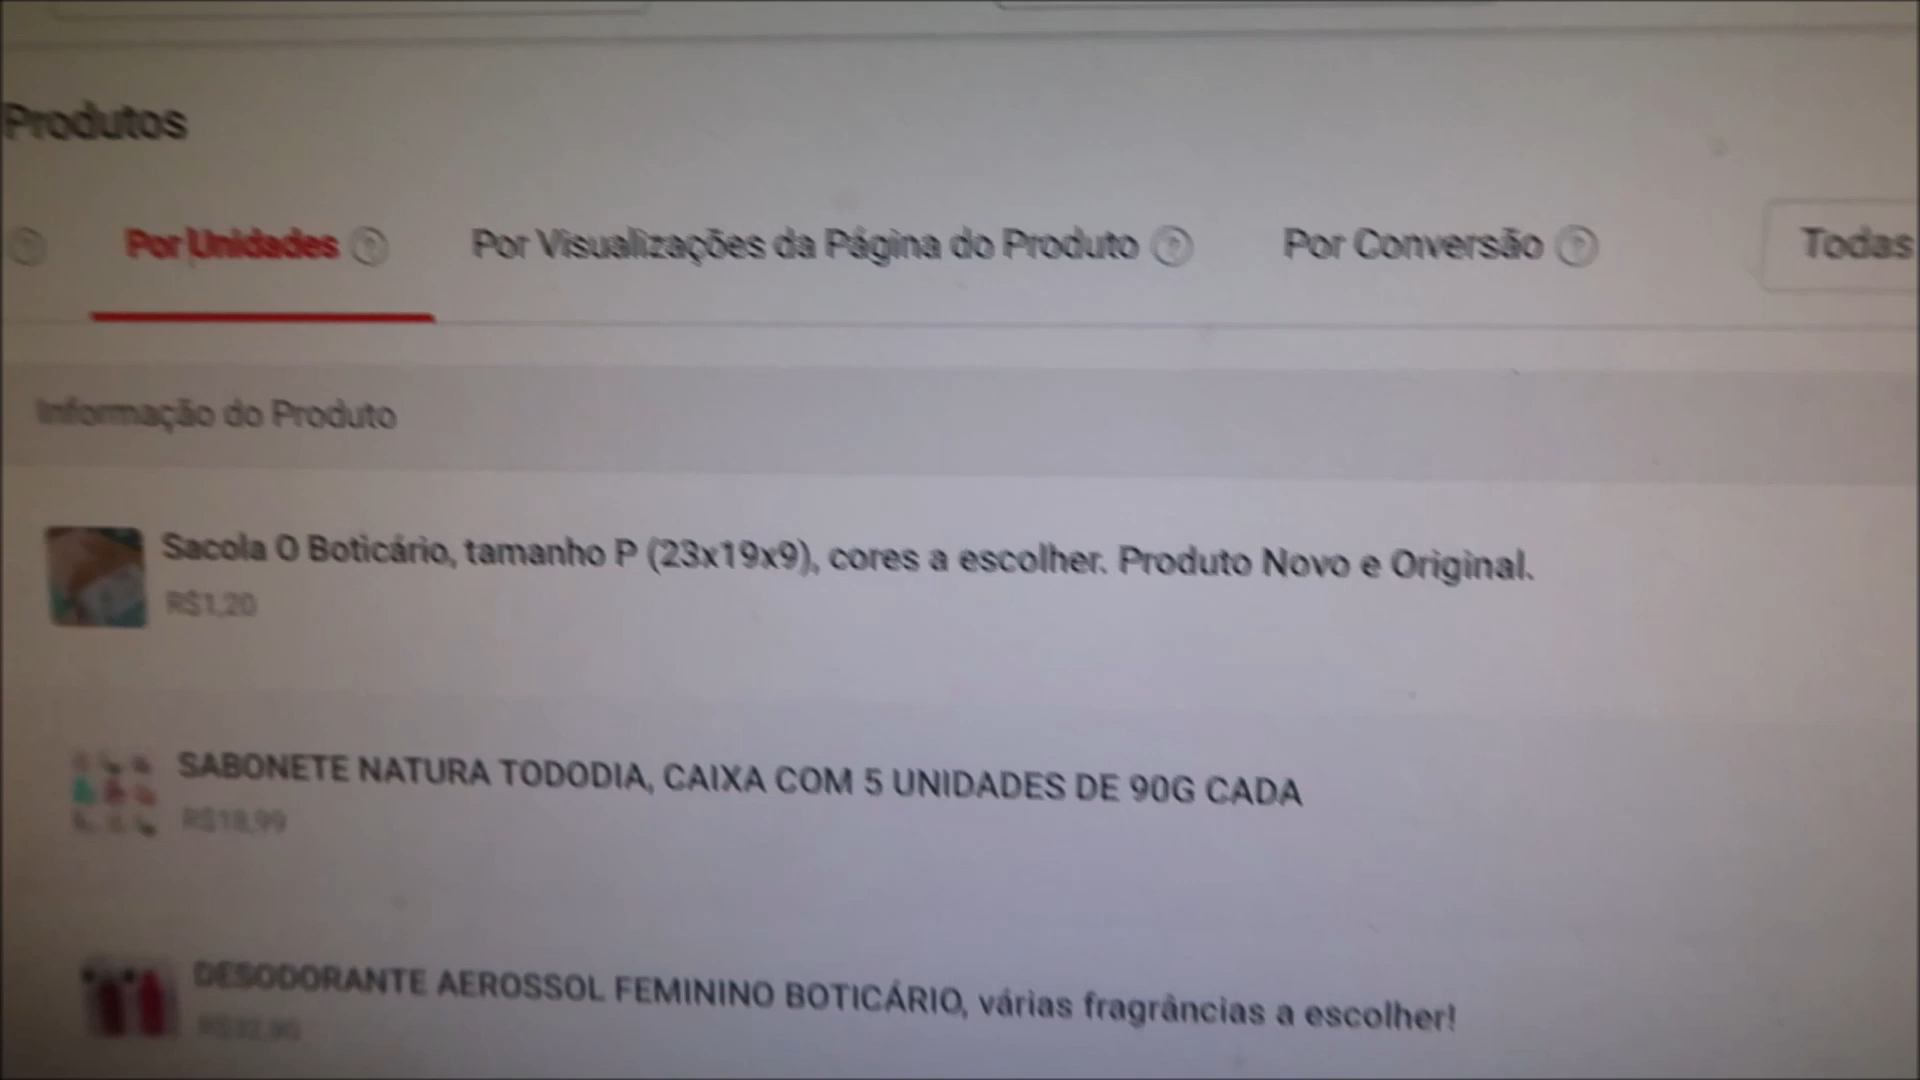 Produtos
Por Unidades ? Por Visualizações da Página do Produto ? Por Conversão ? Todas
Informação do Produto
Sacola O Boticário, tamanho P (23x19x9), cores a escolher. Produto Novo e Original.
R$1,20
SABONETE NATURA TODODIA, CAIXA COM 5 UNIDADES DE 90G CADA
R$18,99
DESODORANTE AEROSSOL FEMININO BOTICÁRIO, várias fragrâncias a escolher!